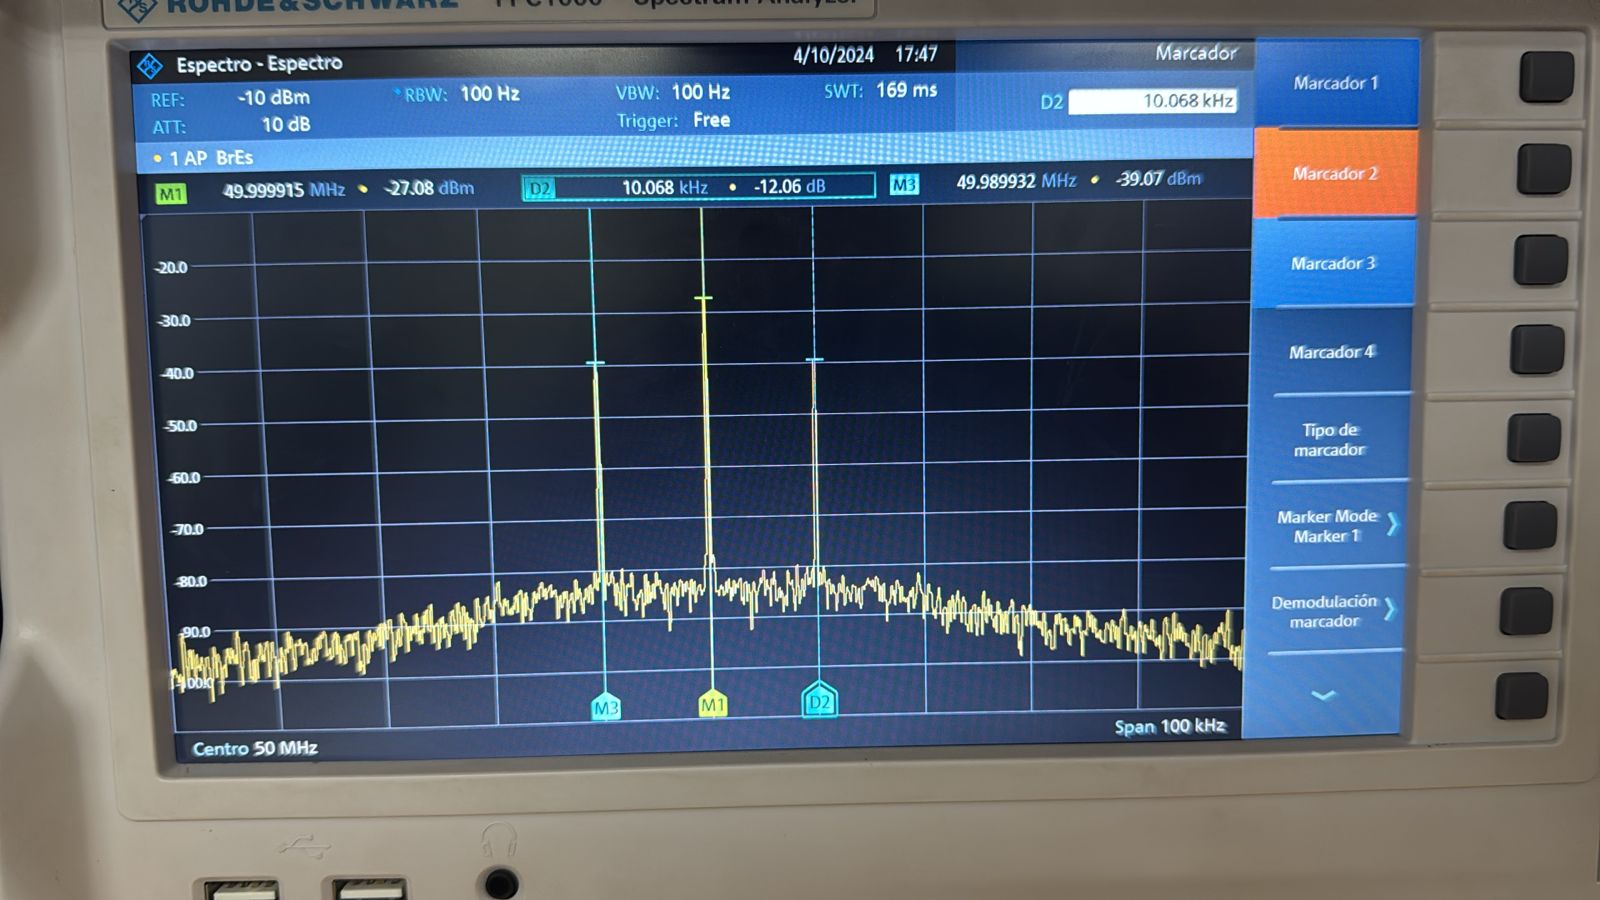 ROHDE & SCHWARZ FPC1000 Spectrum Analyzer
Espectro - Espectro 4/10/2024 17:47 Marcador
REF: -10 dBm RBW: 100 Hz VBW: 100 Hz SWT: 169 ms D2 10.068 kHz
ATT: 10 dB Trigger: Free
1 AP BrEs
M1 49.999915 MHz • -27.08 dBm D2 10.068 kHz • -12.06 dB M3 49.989932 MHz • -39.07 dBm
-20.0
-30.0
-40.0
-50.0
-60.0
-70.0
-80.0
-90.0
-100.0
M3 M1 D2
Centro 50 MHz Span 100 kHz
Marcador 1
Marcador 2
Marcador 3
Marcador 4
Tipo de
marcador
Marker Mode
Marker 1
Demodulación
marcador